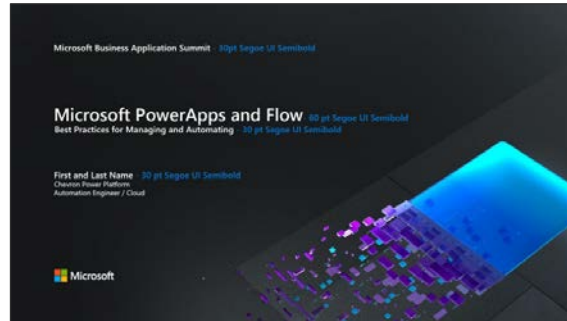 Microsoft Business Application Summit - 30pt Segoe UI Semibold
Microsoft PowerApps and Flow - 60 pt Segoe UI Semibold
Best Practices for Managing and Automating - 30 pt Segoe UI Semibold
First and Last Name - 30 pt Segoe UI Semibold
Chevron Power Platform
Automation Engineer / Cloud
Microsoft